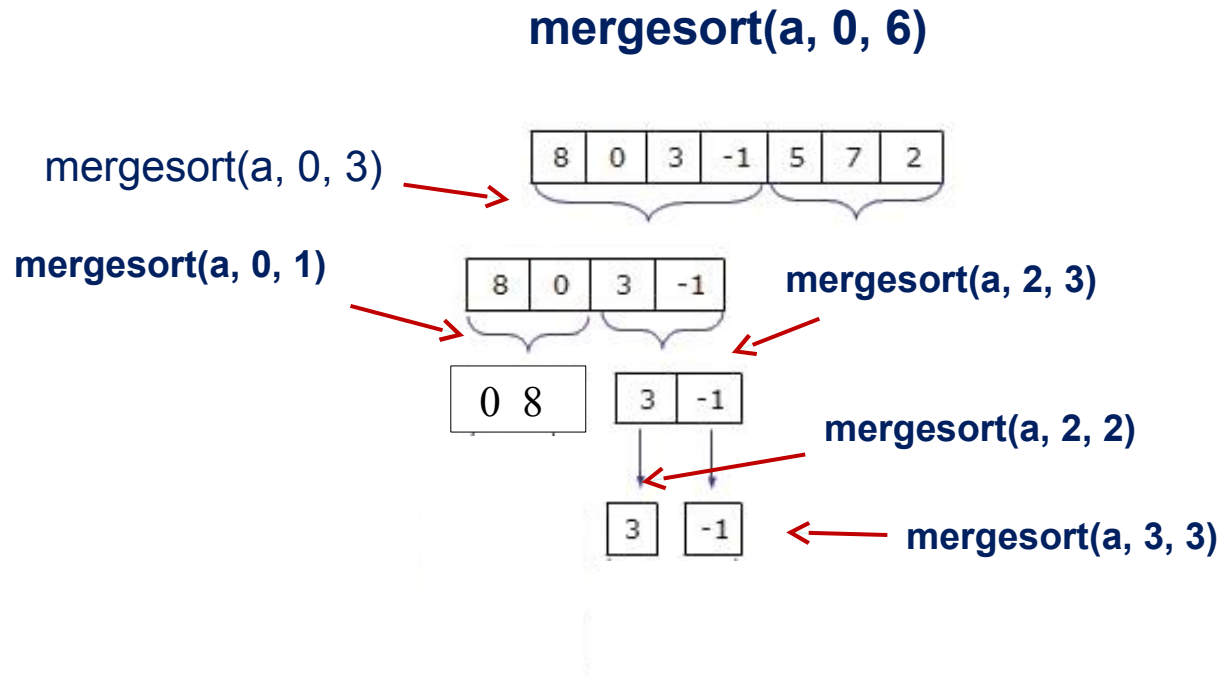 mergesort(a, 0, 6)
mergesort(a, 0, 3)
8 0 3 -1 5 7 2
mergesort(a, 0, 1)
8 0 3 -1
mergesort(a, 2, 3)
0 8
3 -1
mergesort(a, 2, 2)
3 -1
mergesort(a, 3, 3)